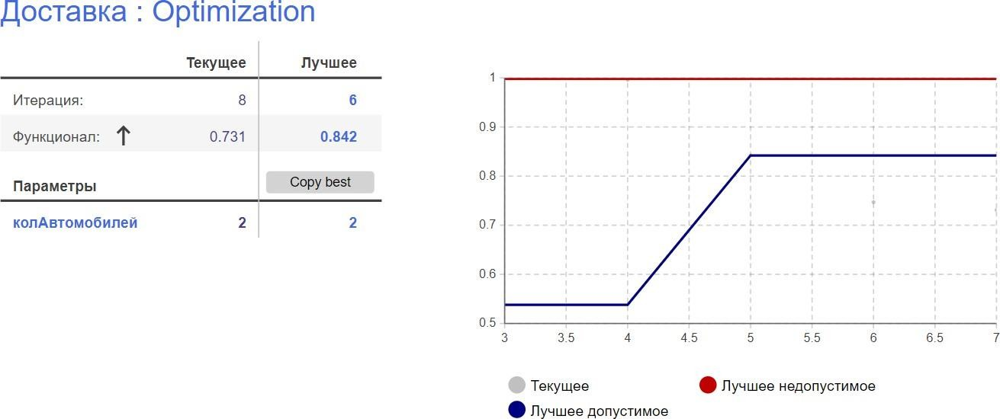 Доставка : Optimization
Текущее Лучшее
Итерация: 8 6
Функционал: ↑ 0.731 0.842
Параметры Copy best
колАвтомобилей 2 2
1
0.9
0.8
0.7
0.6
0.5
3 3.5 4 4.5 5 5.5 6 6.5 7
Текущее Лучшее недопустимое
Лучшее допустимое